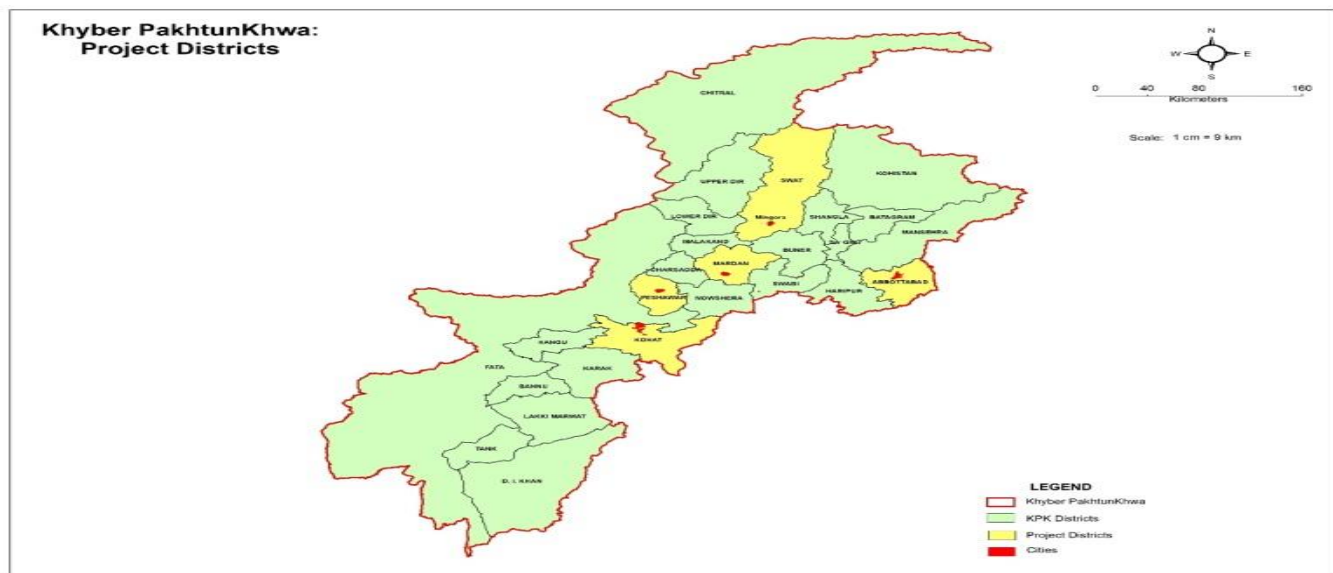 Khyber PakhtunKhwa:
Project Districts
N
W E
S
0 40 80 160
Kilometers
Scale: 1 cm = 9 km
CHITRAL
UPPER DIR
SWAT
KOHISTAN
LOWER DIR
Mingora
SHANGLA
BATAGRAM
MANSEHRA
MALAKAND
BUNER
MARDAN
CHARSADDA
SWABI
HARIPUR
ABBOTTABAD
PESHAWAR
NOWSHERA
KOHAT
HANGU
FATA
KARAK
BANNU
LAKKI MARWAT
TANK
D. I. KHAN
LEGEND
Khyber PakhtunKhwa
KPK Districts
Project Districts
Cities